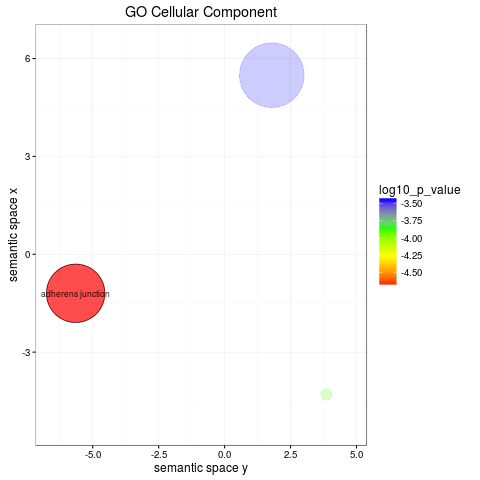 GO Cellular Component
semantic space x
6
3
0
-3
adherens junction
-5.0
-2.5
0.0
2.5
5.0
semantic space y
log10_p_value
-3.50
-3.75
-4.00
-4.25
-4.50